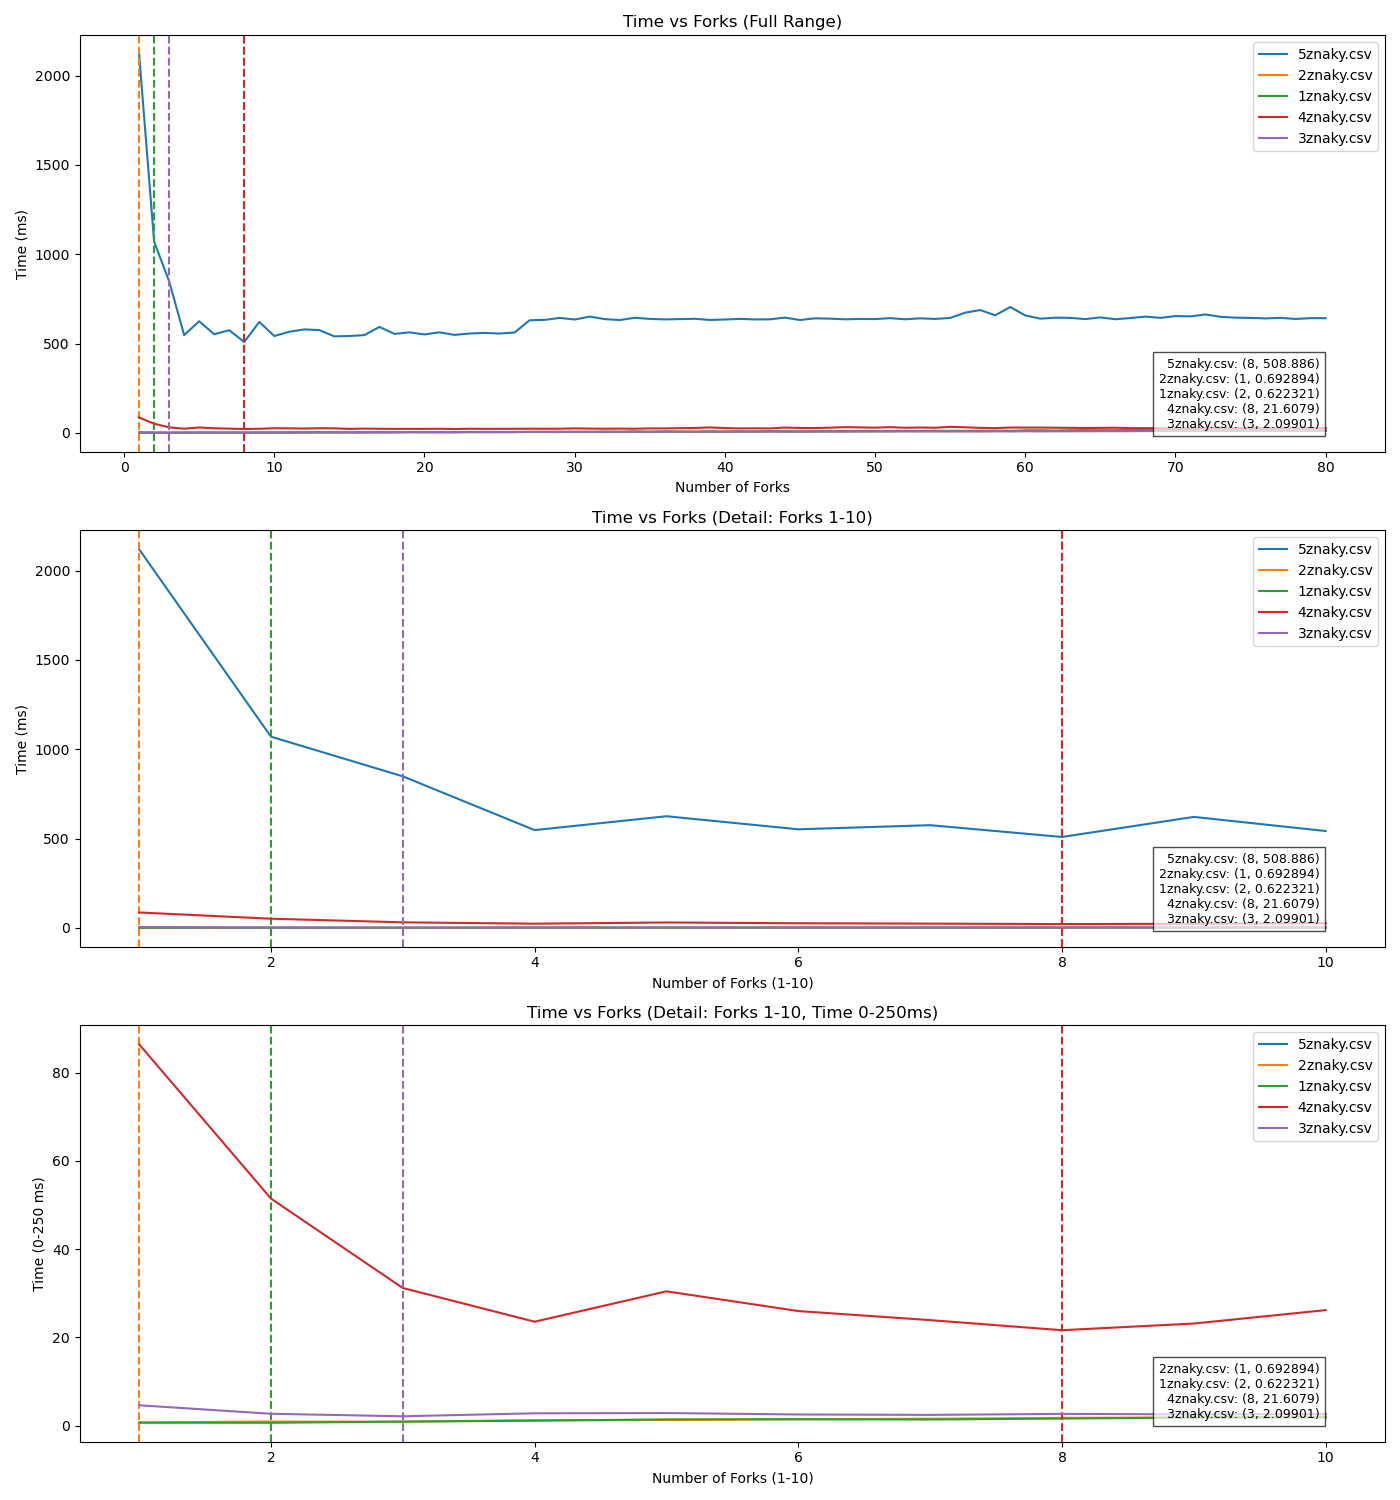 Time vs Forks (Full Range)
Time (ms)
2000
1500
1000
500
0
0 10 20 30 40 50 60 70 80
Number of Forks
5znaky.csv
2znaky.csv
1znaky.csv
4znaky.csv
3znaky.csv
5znaky.csv: (8, 508.886)
2znaky.csv: (1, 0.692894)
1znaky.csv: (2, 0.622321)
4znaky.csv: (8, 21.6079)
3znaky.csv: (3, 2.09901)
Time vs Forks (Detail: Forks 1-10)
Time (ms)
2000
1500
1000
500
0
2 4 6 8 10
Number of Forks (1-10)
5znaky.csv
2znaky.csv
1znaky.csv
4znaky.csv
3znaky.csv
5znaky.csv: (8, 508.886)
2znaky.csv: (1, 0.692894)
1znaky.csv: (2, 0.622321)
4znaky.csv: (8, 21.6079)
3znaky.csv: (3, 2.09901)
Time vs Forks (Detail: Forks 1-10, Time 0-250ms)
Time (0-250 ms)
80
60
40
20
0
2 4 6 8 10
Number of Forks (1-10)
5znaky.csv
2znaky.csv
1znaky.csv
4znaky.csv
3znaky.csv
2znaky.csv: (1, 0.692894)
1znaky.csv: (2, 0.622321)
4znaky.csv: (8, 21.6079)
3znaky.csv: (3, 2.09901)